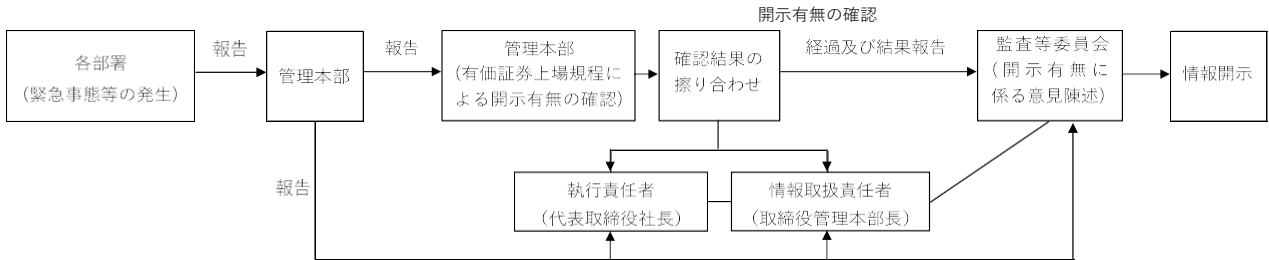 開示有無の確認
各部署
(緊急事態等の発生)
報告
管理本部
報告
管理本部
(有価証券上場規程に
よる開示有無の確認)
確認結果の
擦り合わせ
経過及び結果報告
監査等委員会
(開示有無に
係る意見陳述)
情報開示
報告
執行責任者
(代表取締役社長)
情報取扱責任者
(取締役管理本部長)